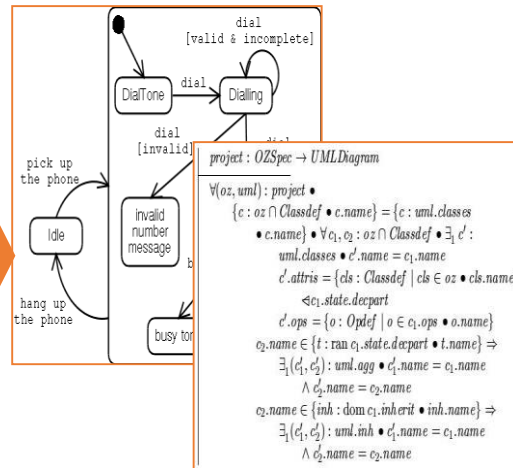 dial
[valid & incomplete]
DialTone
dial
Dialling
dial
[invalid]
pick up
the phone
Idle
invalid
number
message
hang up
the phone
busy ton
project : OZSpec → UMLDiagram
∀(oz, uml) : project •
{c : oz ∩ Classdef • c.name} = {c : uml.classes
• c.name} • ∀ c₁, c₂ : oz ∩ Classdef • ∃₁ c′ :
uml.classes • c′.name = c₁.name
c′.attris = {cls : Classdef | cls ∈ oz • cls.name
⩤c₁.state.decpart
c′.ops = {o : Opdef | o ∈ c₁.ops • o.name}
c₂.name ∈ {t : ran c₁.state.decpart • t.name} ⇒
∃₁(c′₁, c′₂) : uml.agg • c′₁.name = c₁.name
∧ c′₂.name = c₂.name
c₂.name ∈ {inh : dom c₁.inherit • inh.name} ⇒
∃₁(c′₁, c′₂) : uml.inh • c′₁.name = c₁.name
∧ c′₂.name = c₂.name